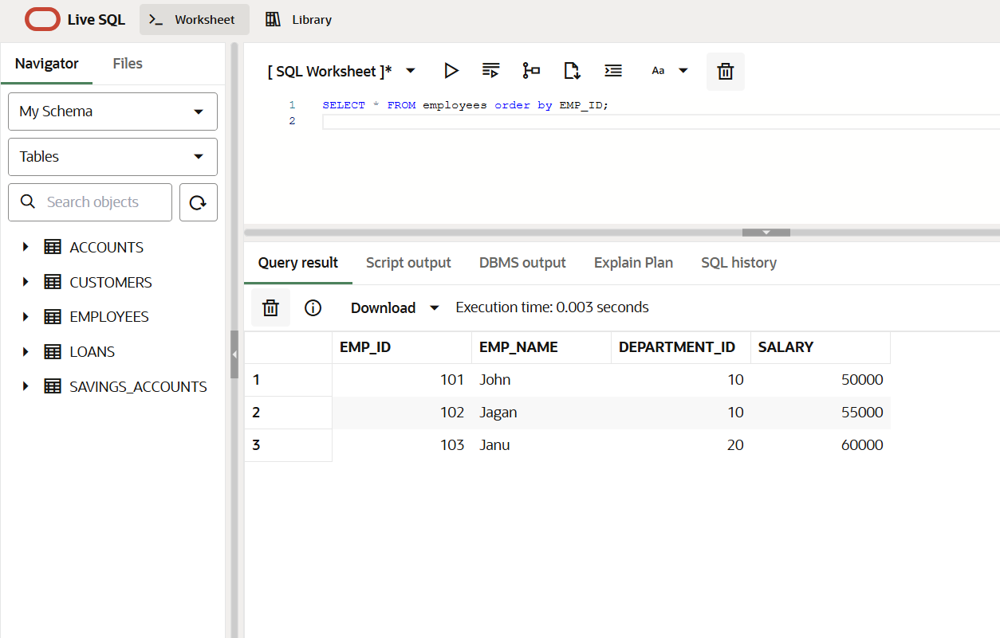 Live SQL
>_ Worksheet
Library
Navigator Files
My Schema
Tables
Search objects
ACCOUNTS
CUSTOMERS
EMPLOYEES
LOANS
SAVINGS_ACCOUNTS
[ SQL Worksheet ]*
Aa
1 SELECT * FROM employees order by EMP_ID;
2
Query result Script output DBMS output Explain Plan SQL history
Download Execution time: 0.003 seconds
EMP_ID EMP_NAME DEPARTMENT_ID SALARY
1 101 John 10 50000
2 102 Jagan 10 55000
3 103 Janu 20 60000